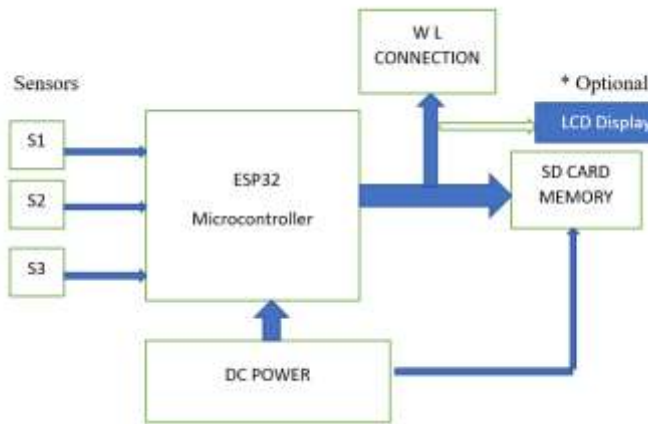 W L
CONNECTION
Sensors
* Optional
LCD Display
S1
ESP32
Microcontroller
SD CARD
MEMORY
S2
S3
DC POWER